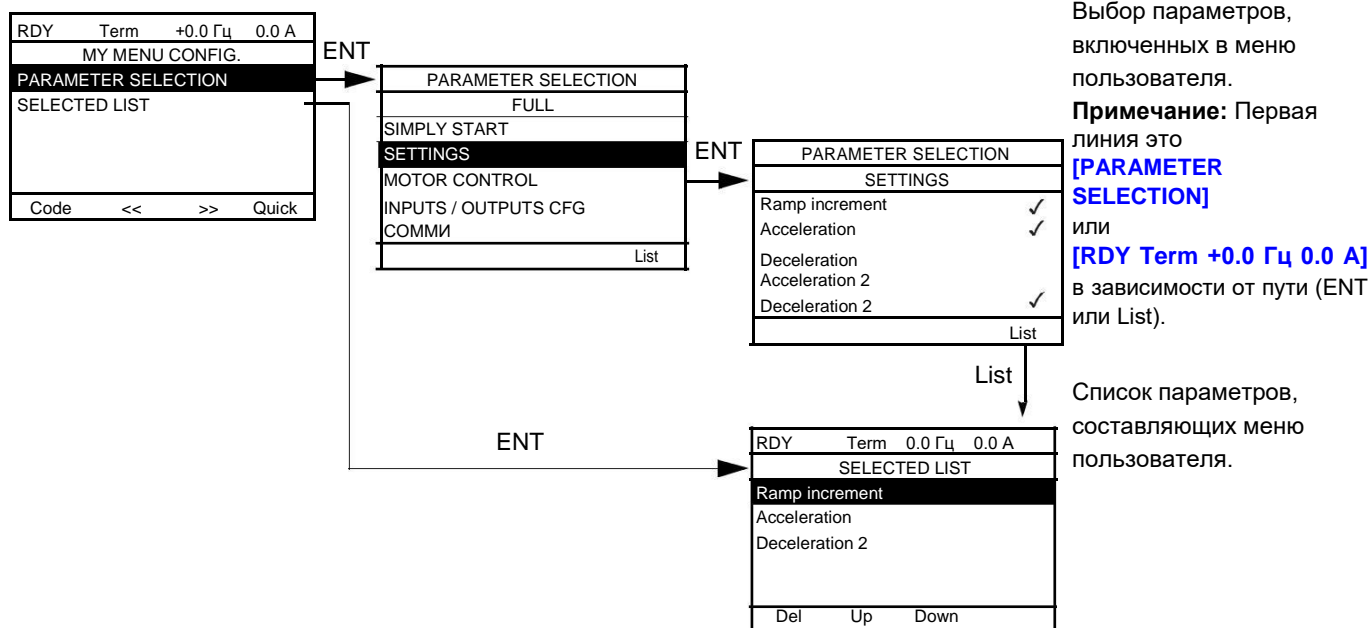 RDY Term +0.0 Гц 0.0 A
MY MENU CONFIG.
PARAMETER SELECTION
SELECTED LIST
Code << >> Quick
ENT
PARAMETER SELECTION
FULL
SIMPLY START
SETTINGS
MOTOR CONTROL
INPUTS / OUTPUTS CFG
COMMИ
List
ENT
PARAMETER SELECTION
SETTINGS
Ramp increment ✓
Acceleration ✓
Deceleration
Acceleration 2
Deceleration 2 ✓
List
List
ENT
RDY Term 0.0 Гц 0.0 A
SELECTED LIST
Ramp increment
Acceleration
Deceleration 2
Del Up Down
Выбор параметров,
включенных в меню
пользователя.
Примечание: Первая
линия это
[PARAMETER
SELECTION]
или
[RDY Term +0.0 Гц 0.0 A]
в зависимости от пути (ENT
или List).
Список параметров,
составляющих меню
пользователя.